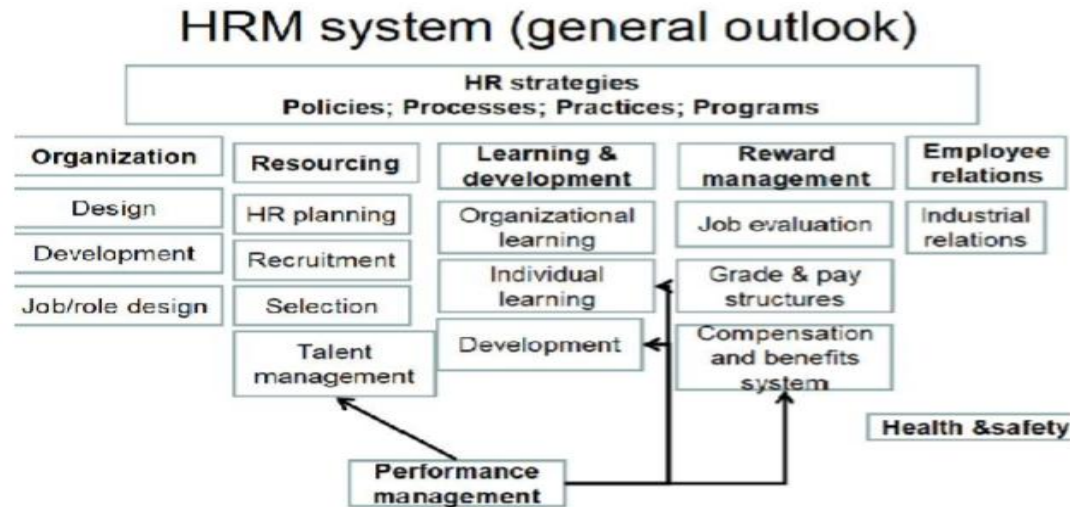 HRM system (general outlook)
HR strategies
Policies; Processes; Practices; Programs
Organization
Design
Development
Job/role design
Resourcing
HR planning
Recruitment
Selection
Talent
management
Learning &
development
Organizational
learning
Individual
learning
Development
Reward
management
Job evaluation
Grade & pay
structures
Compensation
and benefits
system
Employee
relations
Industrial
relations
Health &safety
Performance
management